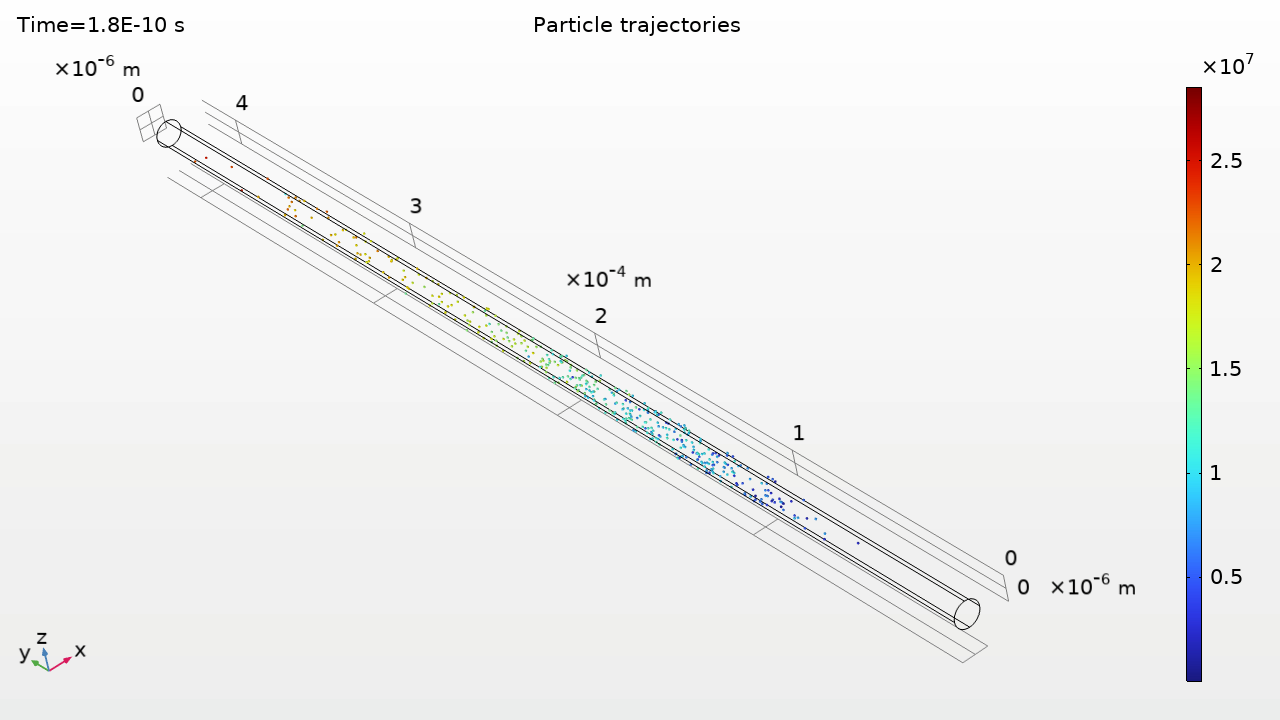 Time=1.8E-10 s
Particle trajectories
×10⁻⁶ m
×10⁷
0
4
2.5
3
2
×10⁻⁴ m
2
1.5
1
1
0
0.5
0 ×10⁻⁶ m
z
y
x